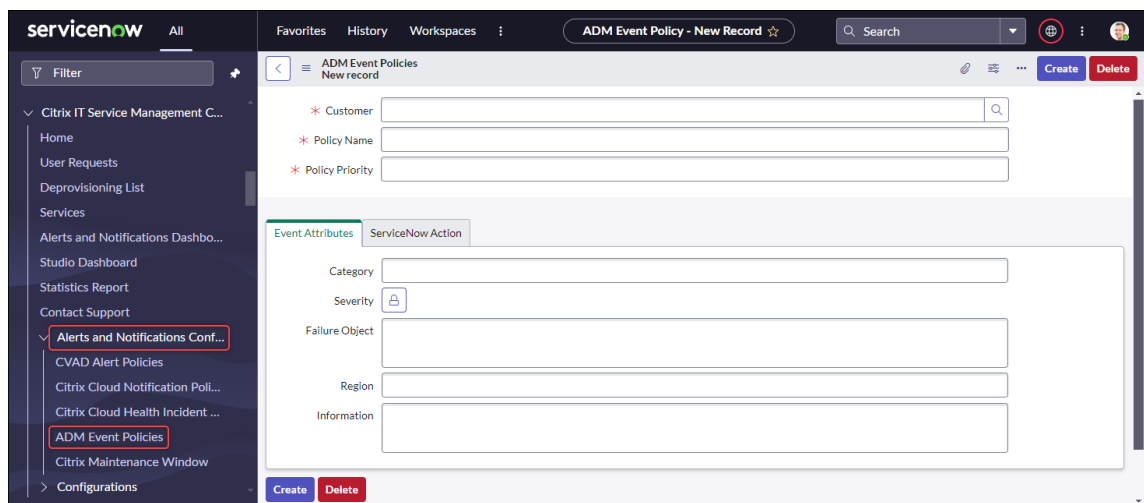 servicenow All Favorites History Workspaces ADM Event Policy - New Record Search
Filter
ADM Event Policies
New record
Create Delete
Citrix IT Service Management C...
Home
User Requests
Deprovisioning List
Services
Alerts and Notifications Dashbo...
Studio Dashboard
Statistics Report
Contact Support
Alerts and Notifications Conf...
CVAD Alert Policies
Citrix Cloud Notification Poli...
Citrix Cloud Health Incident ...
ADM Event Policies
Citrix Maintenance Window
Configurations
Customer
Policy Name
Policy Priority
Event Attributes ServiceNow Action
Category
Severity
Failure Object
Region
Information
Create Delete